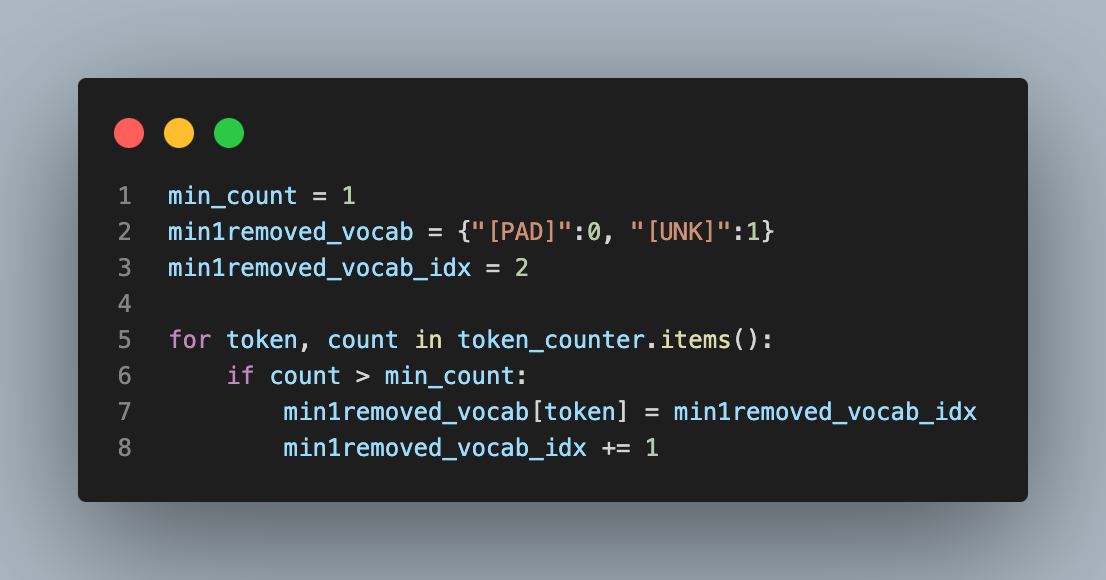 1 min_count = 1
2 min1removed_vocab = {"[PAD]":0, "[UNK]":1}
3 min1removed_vocab_idx = 2
4
5 for token, count in token_counter.items():
6     if count > min_count:
7         min1removed_vocab[token] = min1removed_vocab_idx
8         min1removed_vocab_idx += 1